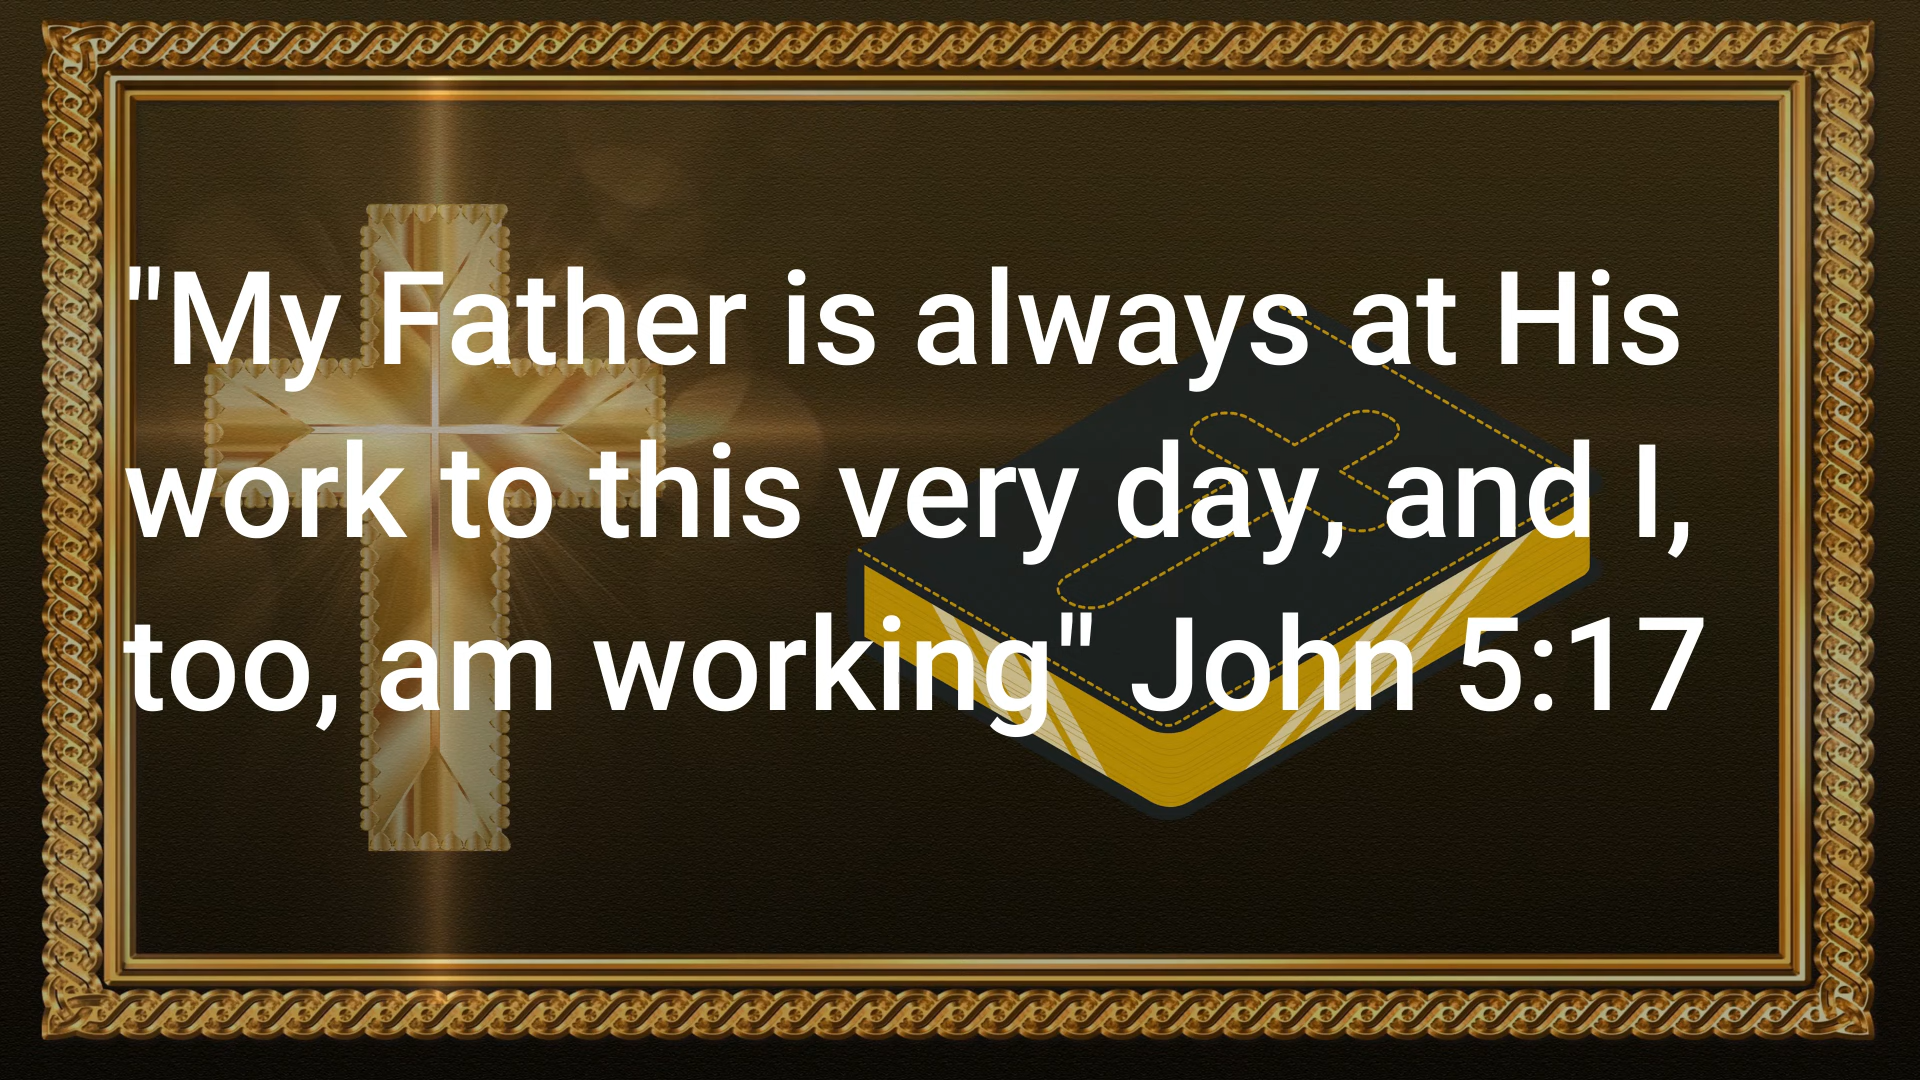 "My Father is always at His
work to this very day, and I,
too, am working" John 5:17